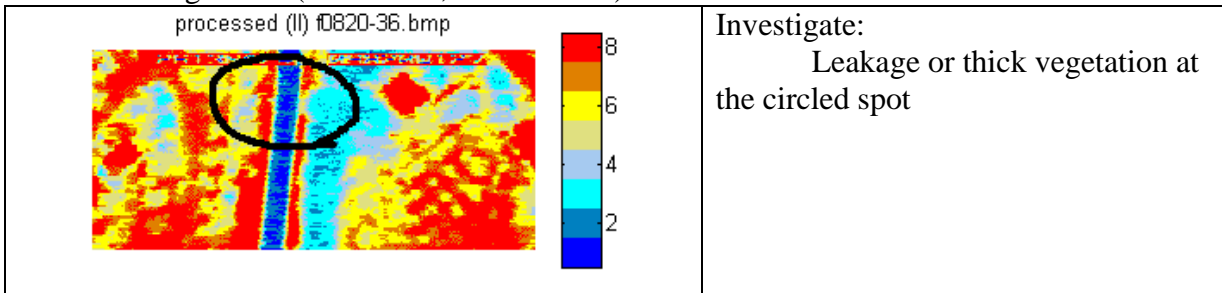 processed (II) f0820-36.bmp
8
6
4
2
Investigate:
Leakage or thick vegetation at
the circled spot